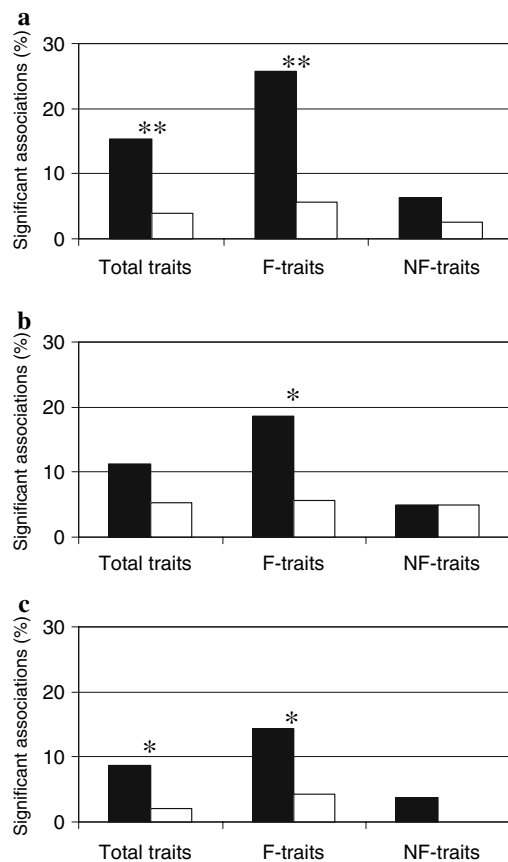 a
Significant associations (%)
30
**
20
**
10
0
Total traits F-traits NF-traits
b
Significant associations (%)
30
20
*
10
0
Total traits F-traits NF-traits
c
Significant associations (%)
30
20
*
*
10
0
Total traits F-traits NF-traits